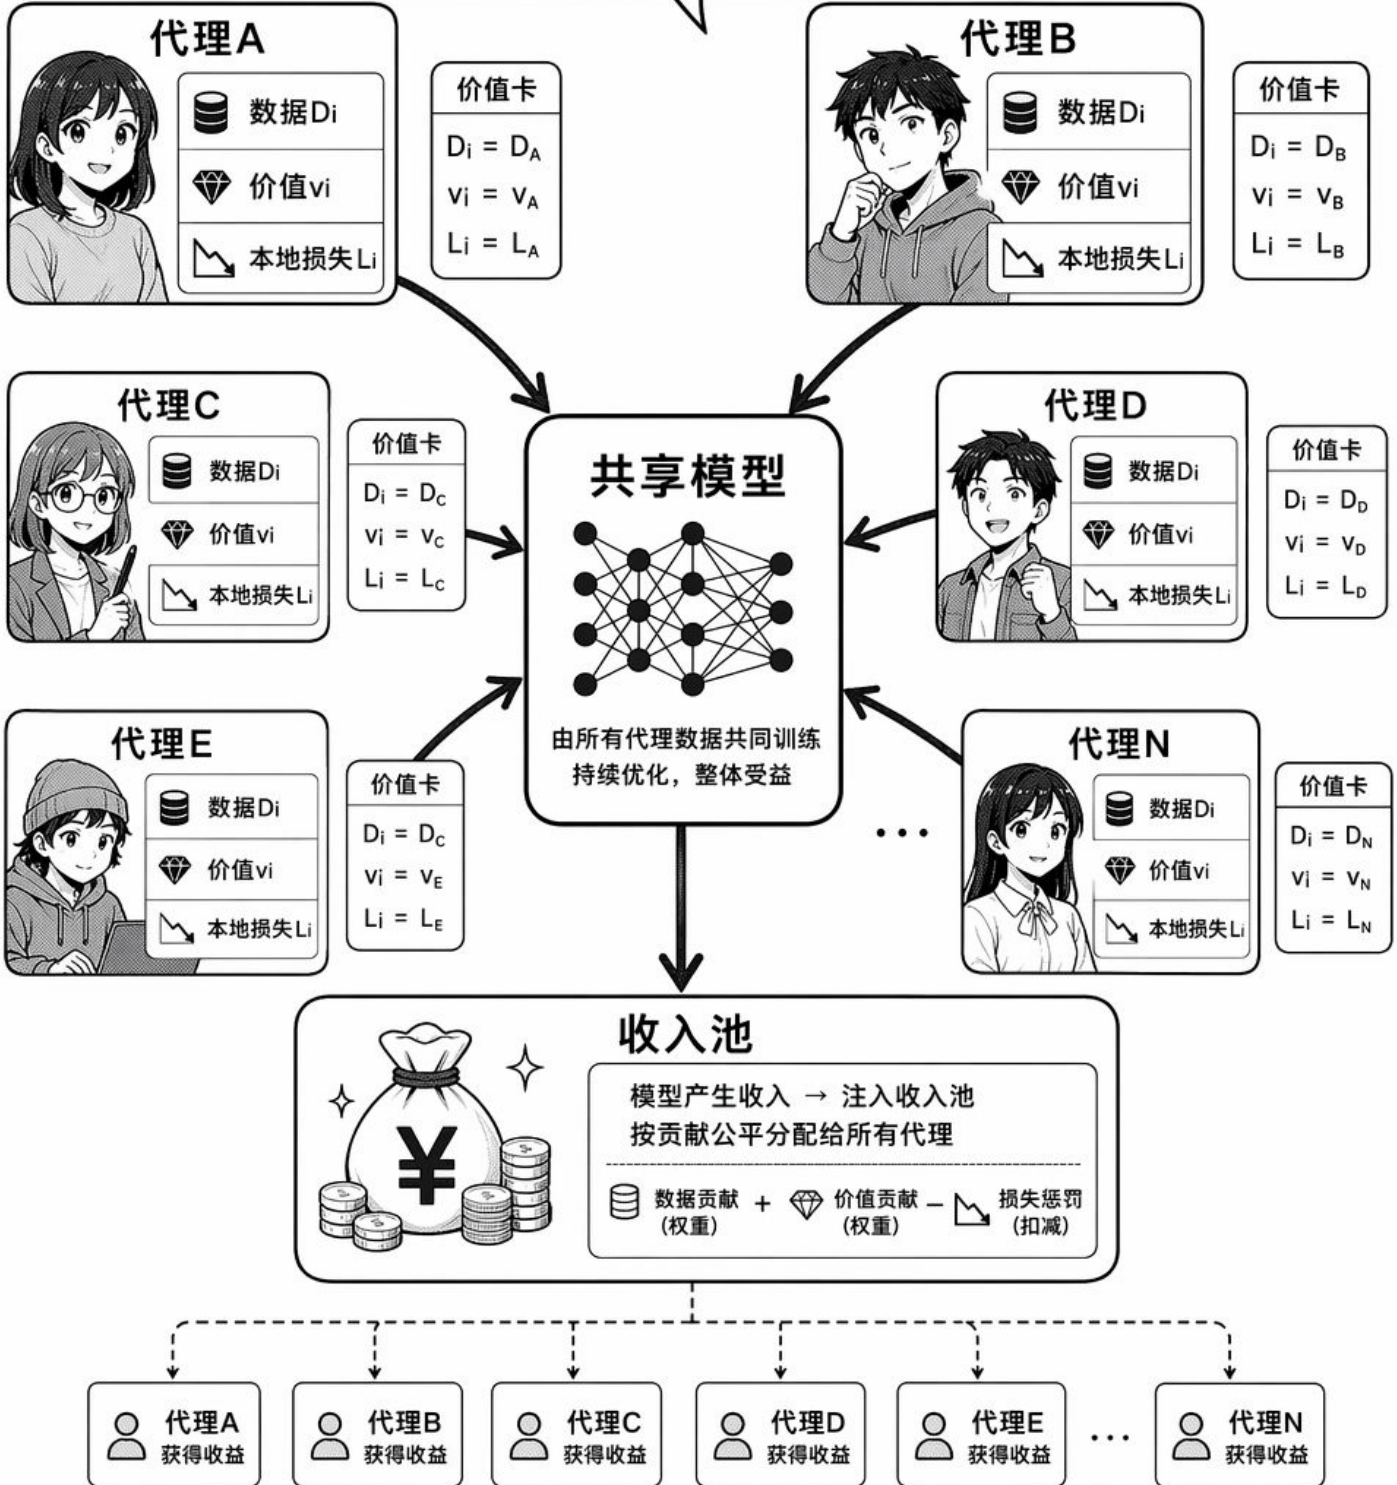 代理A
数据Di
价值vi
本地损失Li
价值卡
Di = DA
vi = vA
Li = LA
代理B
数据Di
价值vi
本地损失Li
价值卡
Di = DB
vi = vB
Li = LB
代理C
数据Di
价值vi
本地损失Li
价值卡
Di = DC
vi = vC
Li = LC
共享模型
由所有代理数据共同训练
持续优化，整体受益
代理D
数据Di
价值vi
本地损失Li
价值卡
Di = DD
vi = vD
Li = LD
代理E
数据Di
价值vi
本地损失Li
价值卡
Di = DC
vi = vE
Li = LE
...
代理N
数据Di
价值vi
本地损失Li
价值卡
Di = DN
vi = vN
Li = LN
收入池
¥
模型产生收入 → 注入收入池
按贡献公平分配给所有代理
数据贡献 + 价值贡献 − 损失惩罚
(权重) (权重) (扣减)
代理A
获得收益
代理B
获得收益
代理C
获得收益
代理D
获得收益
代理E
获得收益
...
代理N
获得收益